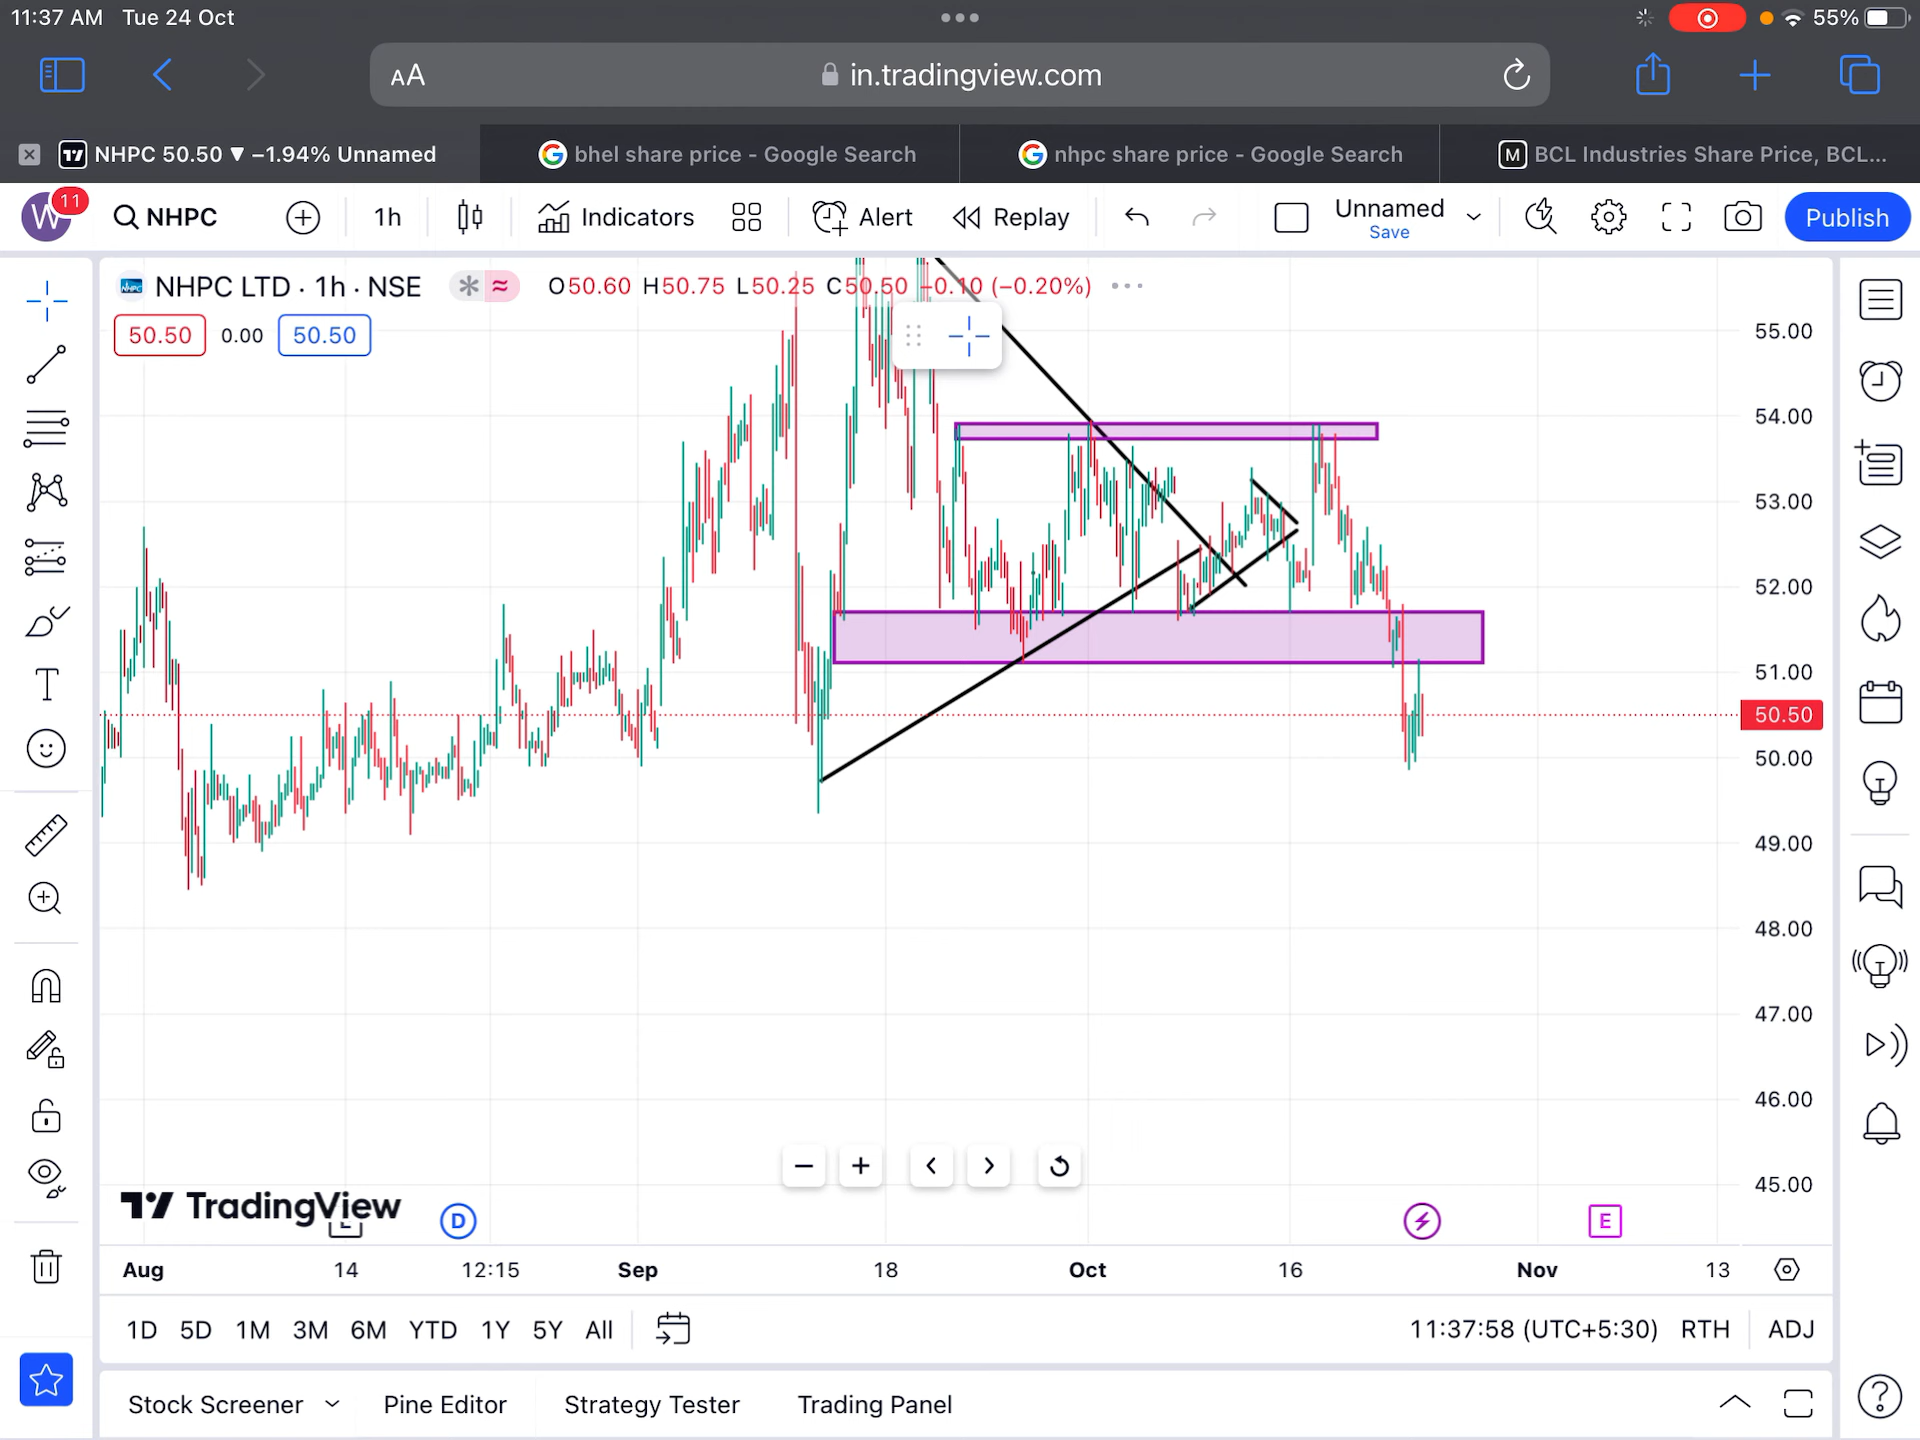 11:37 AM Tue 24 Oct
55%
AA in.tradingview.com
NHPC 50.50 ▼ −1.94% Unnamed
bhel share price - Google Search
nhpc share price - Google Search
M BCL Industries Share Price, BCL...
W 11 NHPC 1h Indicators Alert Replay Unnamed Save Publish
NHPC LTD · 1h · NSE O50.60 H50.75 L50.25 C50.50 −0.10 (−0.20%)
50.50 0.00 50.50
55.00
54.00
53.00
52.00
51.00
50.50
50.00
49.00
48.00
47.00
46.00
45.00
TradingView
D
E
Aug 14 12:15 Sep 18 Oct 16 Nov 13
1D 5D 1M 3M 6M YTD 1Y 5Y All 11:37:58 (UTC+5:30) RTH ADJ
Stock Screener Pine Editor Strategy Tester Trading Panel